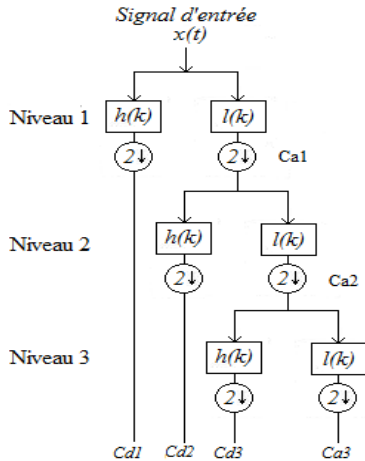 Signal d'entrée
x(t)
Niveau 1
h(k)
l(k)
2↓
2↓
Ca1
Niveau 2
h(k)
l(k)
2↓
2↓
Ca2
Niveau 3
h(k)
l(k)
2↓
2↓
Cd1
Cd2
Cd3
Ca3